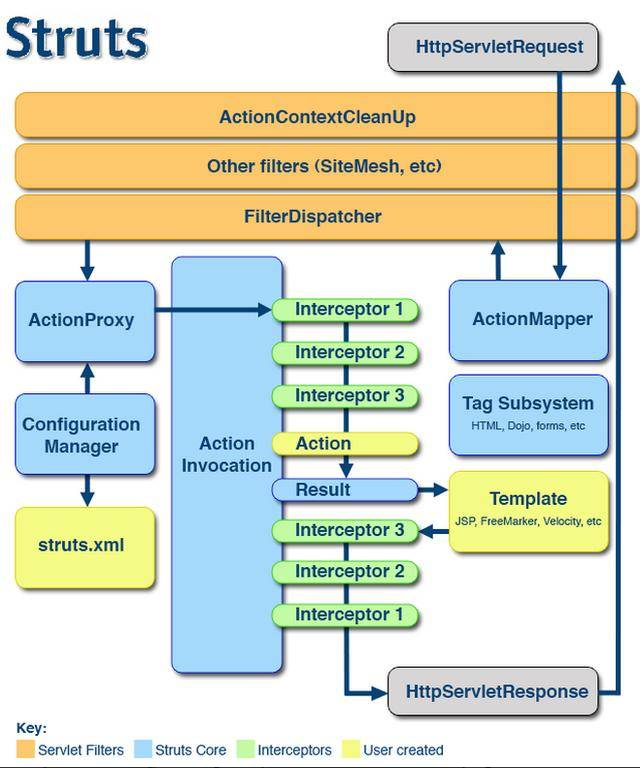 Struts
HttpServletRequest
ActionContextCleanUp
Other filters (SiteMesh, etc)
FilterDispatcher
ActionProxy
Configuration
Manager
struts.xml
Action
Invocation
Interceptor 1
Interceptor 2
Interceptor 3
Action
Result
Interceptor 3
Interceptor 2
Interceptor 1
ActionMapper
Tag Subsystem
HTML, Dojo, forms, etc
Template
JSP, FreeMarker, Velocity, etc
HttpServletResponse
Key:
Servlet Filters
Struts Core
Interceptors
User created